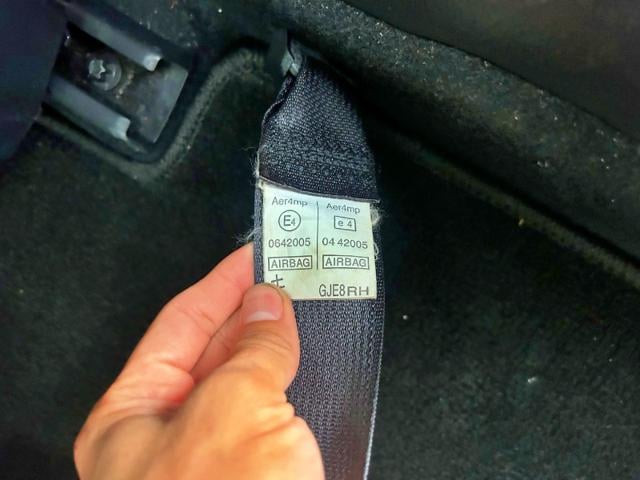 Aer4mp Aer4mp
E4 e 4
0642005 04 42005
AIRBAG AIRBAG
GJE8RH